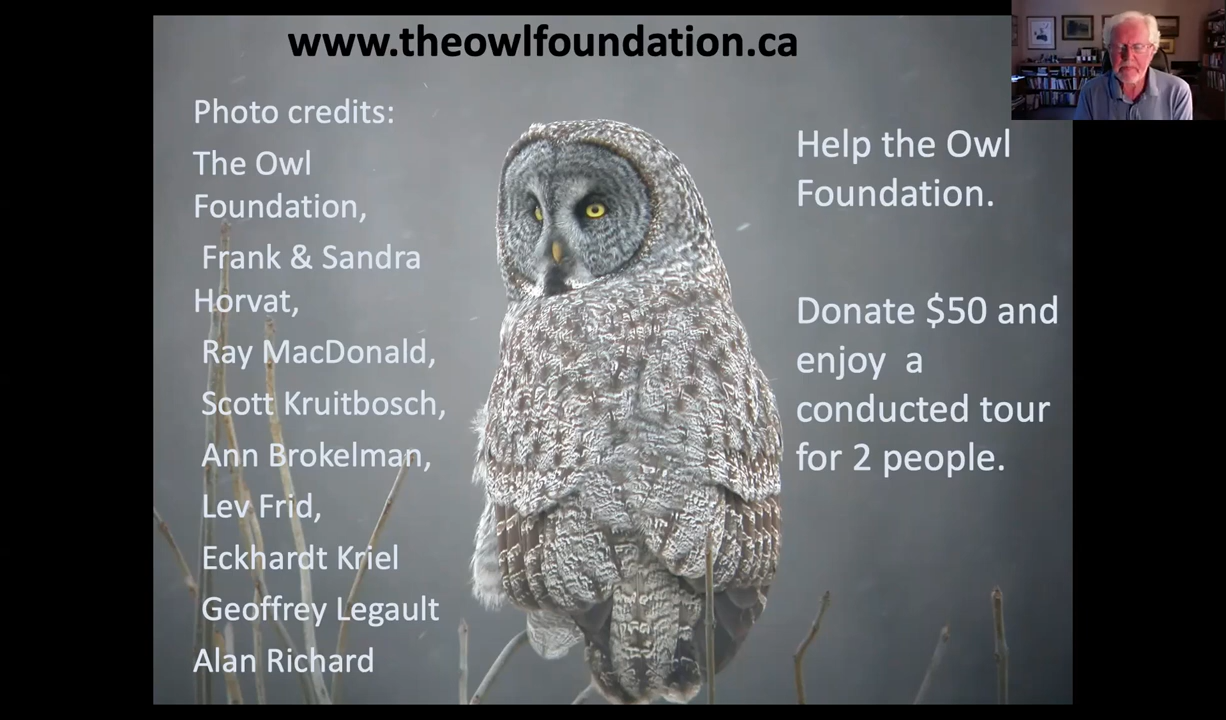 www.theowlfoundation.ca
Photo credits:
The Owl
Foundation,
Frank & Sandra
Horvat,
Ray MacDonald,
Scott Kruitbosch,
Ann Brokelman,
Lev Frid,
Eckhardt Kriel
Geoffrey Legault
Alan Richard
Help the Owl
Foundation.
Donate $50 and
enjoy a
conducted tour
for 2 people.